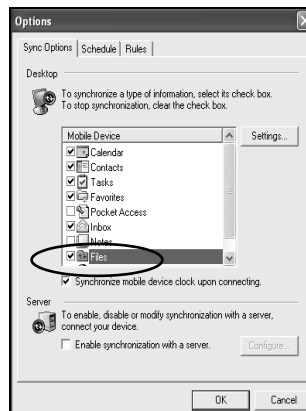 Options
Sync Options Schedule Rules
Desktop
To synchronize a type of information, select its check box.
To stop synchronization, clear the check box.
Mobile Device
Settings...
Calendar
Contacts
Tasks
Favorites
Pocket Access
Inbox
Notes
Files
Synchronize mobile device clock upon connecting.
Server
To enable, disable or modify synchronization with a server,
connect your device.
Enable synchronization with a server.
Configure...
OK Cancel